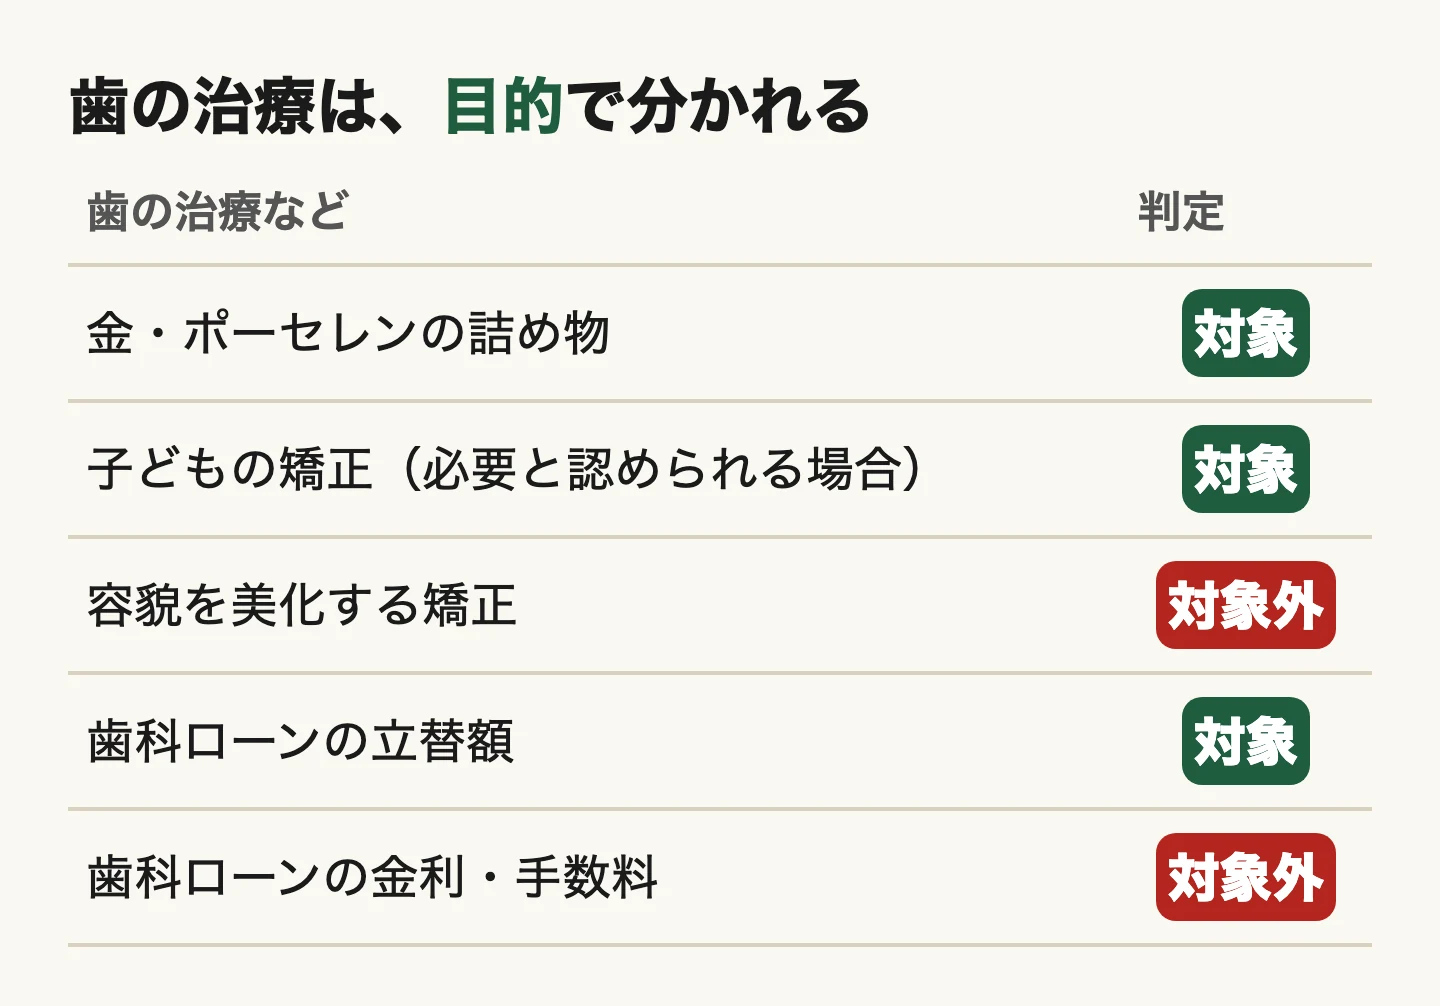 歯の治療は、目的で分かれる
歯の治療など 判定
金・ポーセレンの詰め物 対象
子どもの矯正（必要と認められる場合） 対象
容貌を美化する矯正 対象外
歯科ローンの立替額 対象
歯科ローンの金利・手数料 対象外